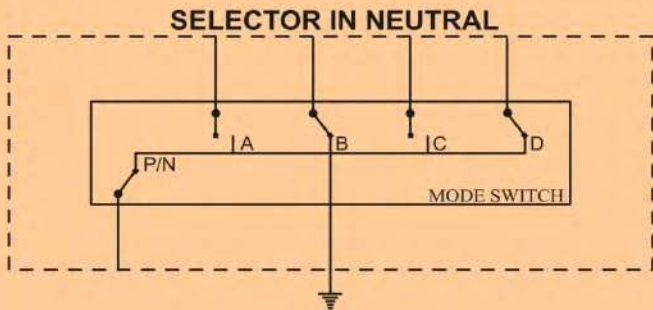 SELECTOR IN NEUTRAL
A B C D
P/N
MODE SWITCH